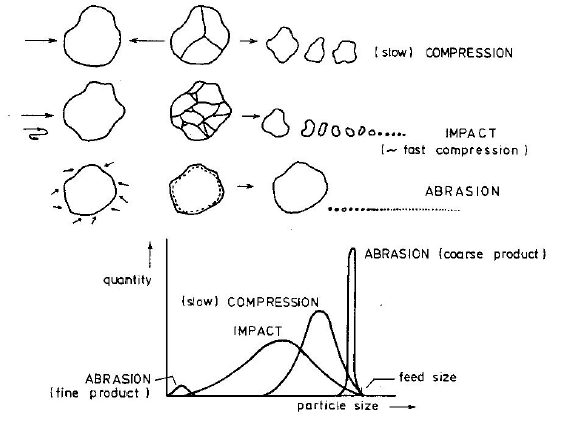 (slow) COMPRESSION
IMPACT
(~ fast compression)
ABRASION
quantity
ABRASION (coarse product)
(slow) COMPRESSION
IMPACT
ABRASION
(fine product)
feed size
particle size